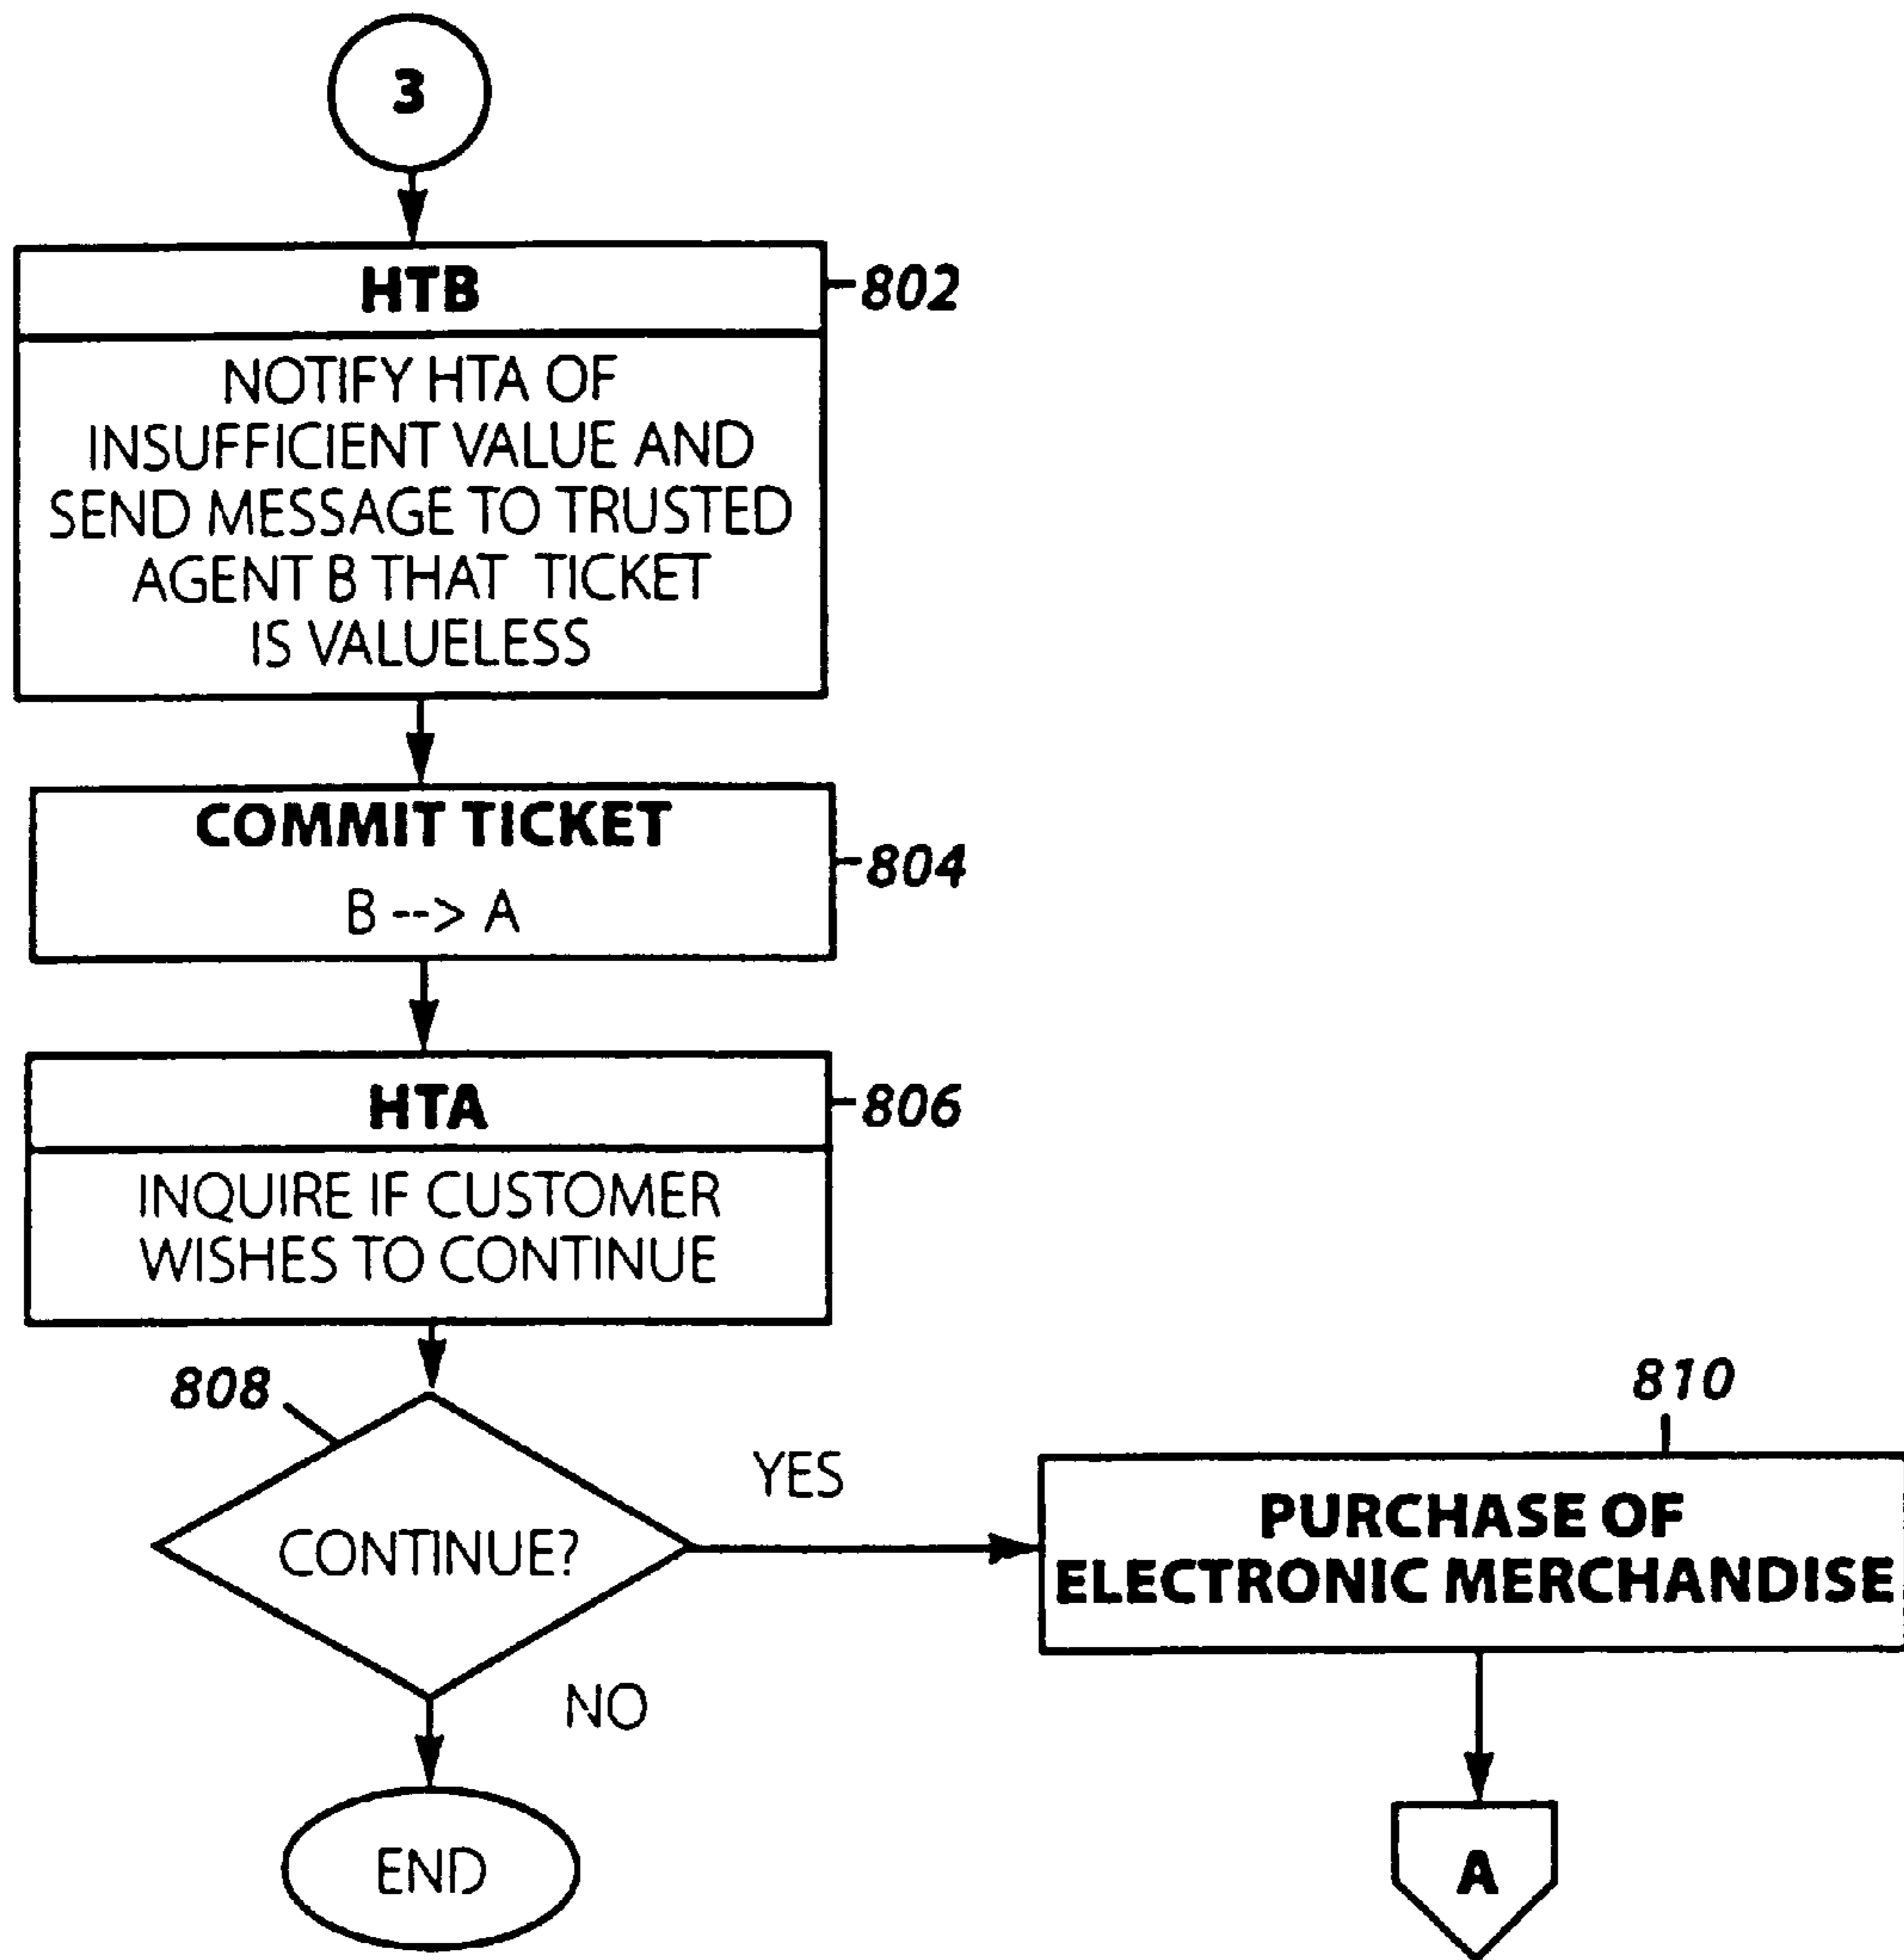 3
HTB
802
NOTIFY HTA OF
INSUFFICIENT VALUE AND
SEND MESSAGE TO TRUSTED
AGENT B THAT TICKET
IS VALUELESS
COMMIT TICKET
804
B --> A
HTA
806
INQUIRE IF CUSTOMER
WISHES TO CONTINUE
808
810
YES
CONTINUE?
PURCHASE OF
ELECTRONIC MERCHANDISE
NO
END
A